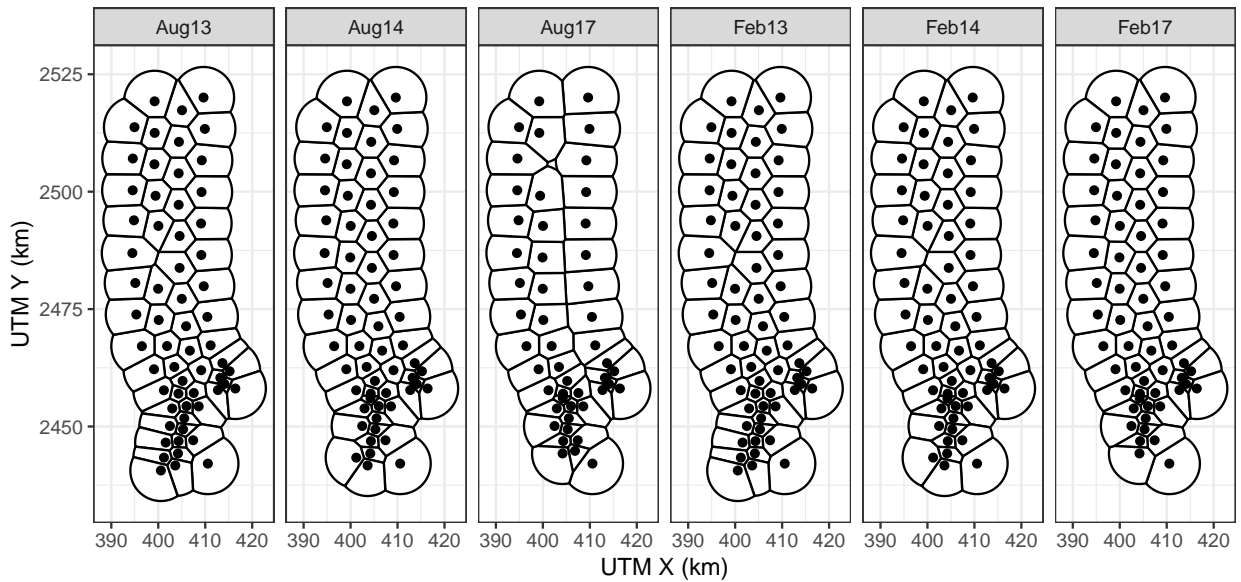 Aug13 Aug14 Aug17 Feb13 Feb14 Feb17
2525
2500
2475
2450
UTM Y (km)
390 400 410 420 390 400 410 420 390 400 410 420 390 400 410 420 390 400 410 420 390 400 410 420
UTM X (km)